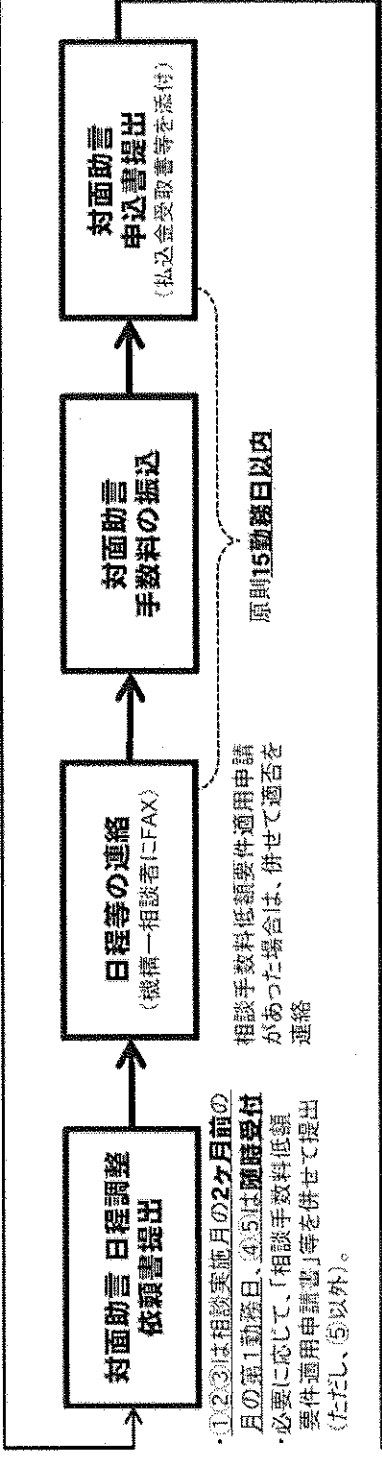 対面助言 日程調整
依頼書提出
・①②③は相談実施月の2ヶ月前の
月の第1勤務日、④⑤は随時受付
・必要に応じて、「相談手数料低額
要件適用申請書」等を併せて提出
(ただし、⑤以外)。
日程等の連絡
(機構→相談者にFAX)
相談手数料低額要件適用申請
があった場合は、併せて適否を
連絡
対面助言
手数料の振込
原則15勤務日以内
対面助言
申込書提出
(払込金受取書等を添付)